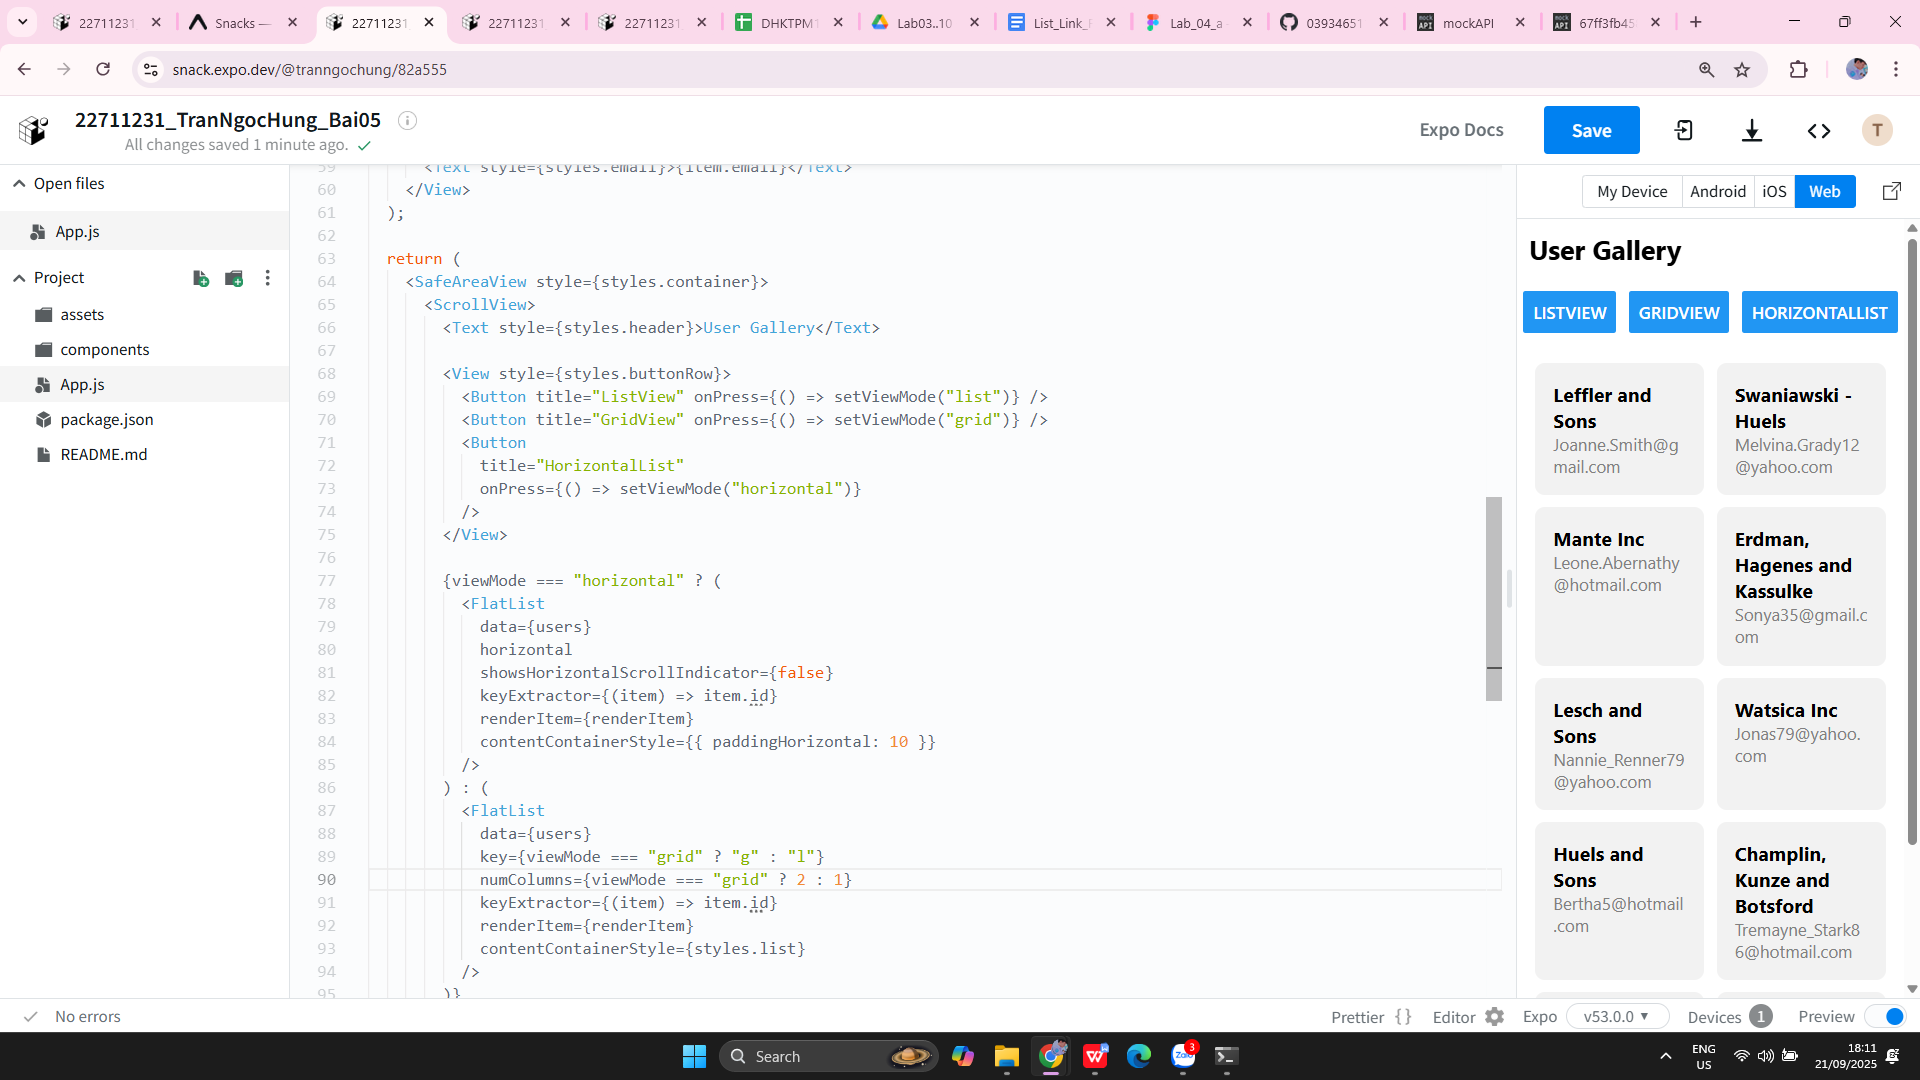 22711231
Snacks —
22711231
22711231
22711231
DHKTPM1
Lab03..10
List_Link_F
Lab_04_a -
03934651
mockAPI
67ff3fb45
snack.expo.dev/@tranngochung/82a555
22711231_TranNgocHung_Bai05
All changes saved 1 minute ago.
Expo Docs
Save
T
Open files
App.js
Project
assets
components
App.js
package.json
README.md
59 <Text style={styles.email}>{item.email}</Text>
60 </View>
61 );
62
63 return (
64 <SafeAreaView style={styles.container}>
65 <ScrollView>
66 <Text style={styles.header}>User Gallery</Text>
67
68 <View style={styles.buttonRow}>
69 <Button title="ListView" onPress={() => setViewMode("list")} />
70 <Button title="GridView" onPress={() => setViewMode("grid")} />
71 <Button
72 title="HorizontalList"
73 onPress={() => setViewMode("horizontal")}
74 />
75 </View>
76
77 {viewMode === "horizontal" ? (
78 <FlatList
79 data={users}
80 horizontal
81 showsHorizontalScrollIndicator={false}
82 keyExtractor={(item) => item.id}
83 renderItem={renderItem}
84 contentContainerStyle={{ paddingHorizontal: 10 }}
85 />
86 ) : (
87 <FlatList
88 data={users}
89 key={viewMode === "grid" ? "g" : "l"}
90 numColumns={viewMode === "grid" ? 2 : 1}
91 keyExtractor={(item) => item.id}
92 renderItem={renderItem}
93 contentContainerStyle={styles.list}
94 />
95 )}
My Device
Android
iOS
Web
User Gallery
LISTVIEW
GRIDVIEW
HORIZONTALLIST
Leffler and
Sons
Joanne.Smith@g
mail.com
Swaniawski -
Huels
Melvina.Grady12
@yahoo.com
Mante Inc
Leone.Abernathy
@hotmail.com
Erdman,
Hagenes and
Kassulke
Sonya35@gmail.c
om
Lesch and
Sons
Nannie_Renner79
@yahoo.com
Watsica Inc
Jonas79@yahoo.
com
Huels and
Sons
Bertha5@hotmail
.com
Champlin,
Kunze and
Botsford
Tremayne_Stark8
6@hotmail.com
No errors
Prettier {}
Editor
Expo
v53.0.0
Devices 1
Preview
Search
Zalo
3
ENG
US
18:11
21/09/2025